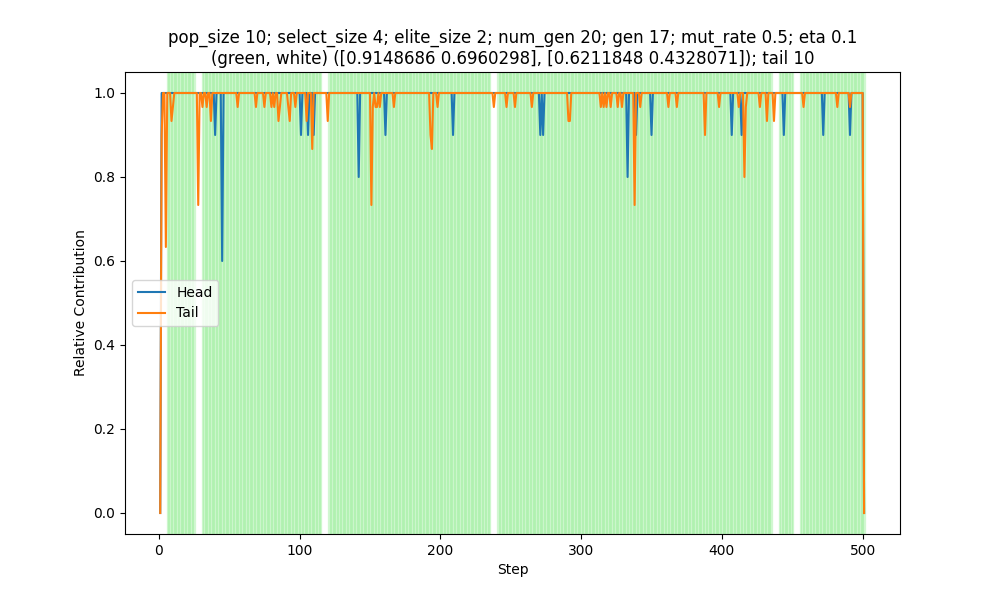 pop_size 10; select_size 4; elite_size 2; num_gen 20; gen 17; mut_rate 0.5; eta 0.1
(green, white) ([0.9148686 0.6960298], [0.6211848 0.4328071]); tail 10
1.0
0.8
0.6
0.4
0.2
0.0
Relative Contribution
Head
Tail
0
100
200
300
400
500
Step